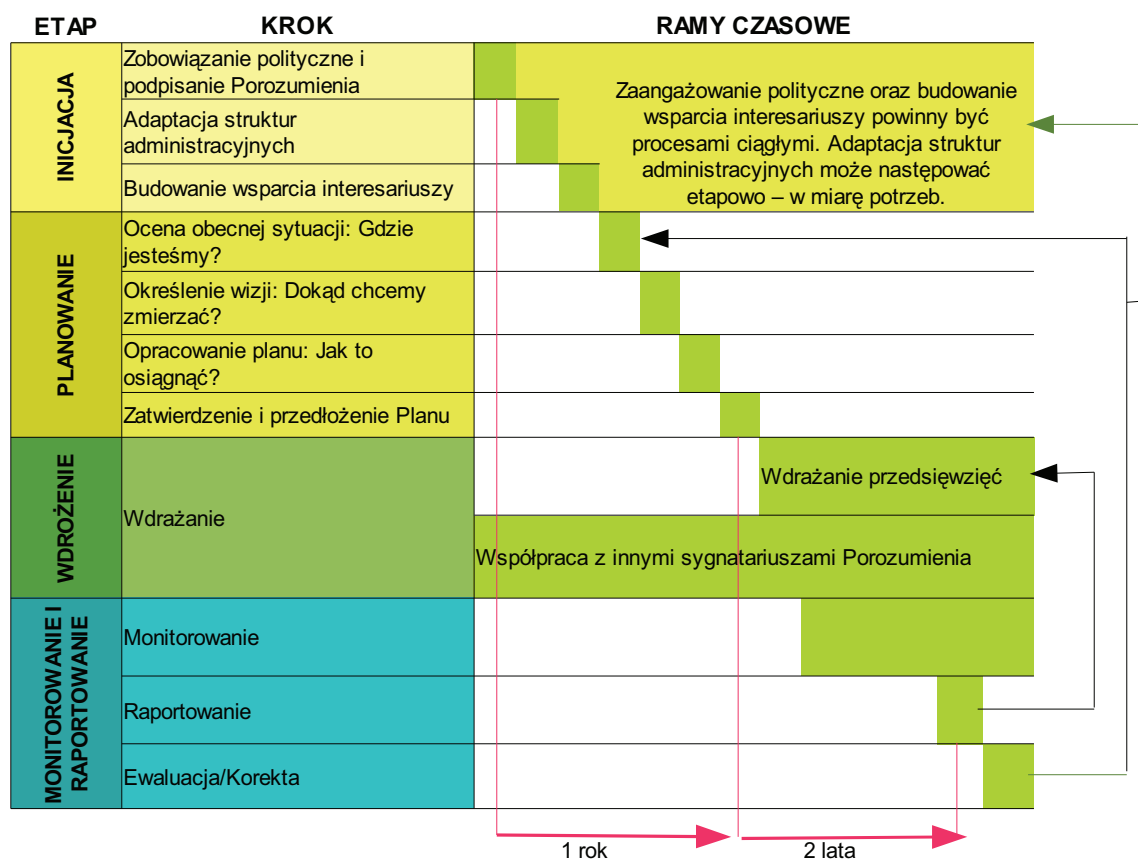 ETAP
KROK
RAMY CZASOWE
INICJACJA
Zobowiązanie polityczne i
podpisanie Porozumienia
Adaptacja struktur
administracyjnych
Budowanie wsparcia interesariuszy
Zaangażowanie polityczne oraz budowanie
wsparcia interesariuszy powinny być
procesami ciągłymi. Adaptacja struktur
administracyjnych może następować
etapowo – w miarę potrzeb.
PLANOWANIE
Ocena obecnej sytuacji: Gdzie
jesteśmy?
Określenie wizji: Dokąd chcemy
zmierzać?
Opracowanie planu: Jak to
osiągnąć?
Zatwierdzenie i przedłożenie Planu
WDROŻENIE
Wdrażanie
Wdrażanie przedsięwzięć
Współpraca z innymi sygnatariuszami Porozumienia
MONITOROWANIE I
RAPORTOWANIE
Monitorowanie
Raportowanie
Ewaluacja/Korekta
1 rok
2 lata